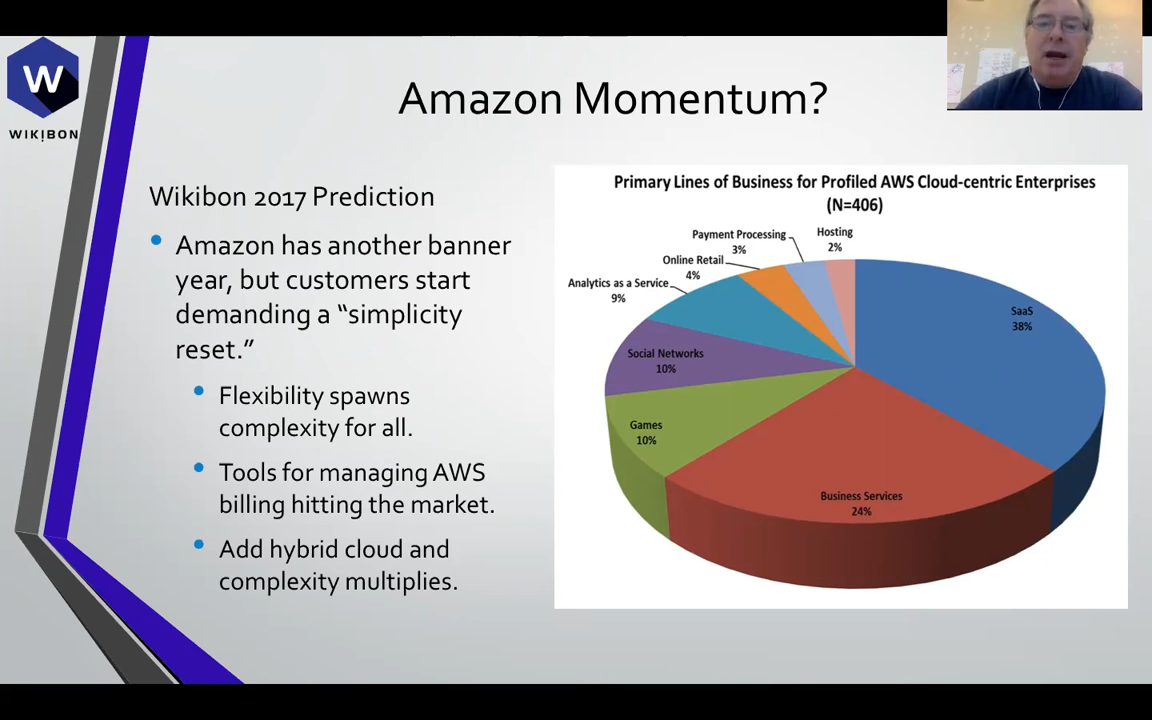 W
WIKIBON
Amazon Momentum?
Wikibon 2017 Prediction
Amazon has another banner
year, but customers start
demanding a “simplicity
reset.”
Flexibility spawns
complexity for all.
Tools for managing AWS
billing hitting the market.
Add hybrid cloud and
complexity multiplies.
Primary Lines of Business for Profiled AWS Cloud-centric Enterprises
(N=406)
Hosting
2%
Payment Processing
3%
Online Retail
4%
Analytics as a Service
9%
SaaS
38%
Social Networks
10%
Games
10%
Business Services
24%